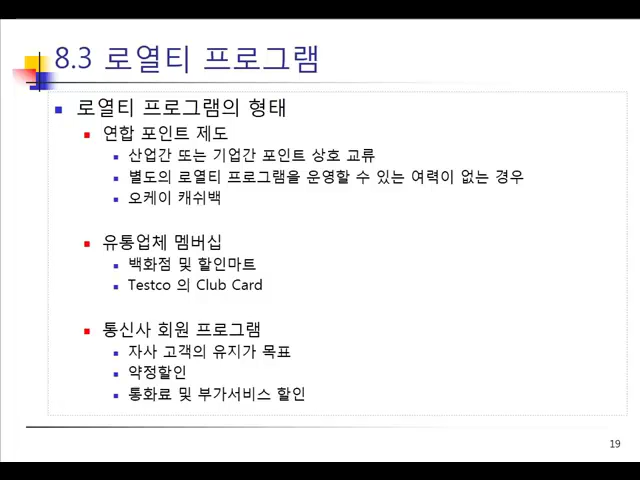 8.3 로열티 프로그램
로열티 프로그램의 형태
연합 포인트 제도
산업간 또는 기업간 포인트 상호 교류
별도의 로열티 프로그램을 운영할 수 있는 여력이 없는 경우
오케이 캐쉬백
유통업체 멤버십
백화점 및 할인마트
Testco 의 Club Card
통신사 회원 프로그램
자사 고객의 유지가 목표
약정할인
통화료 및 부가서비스 할인
19